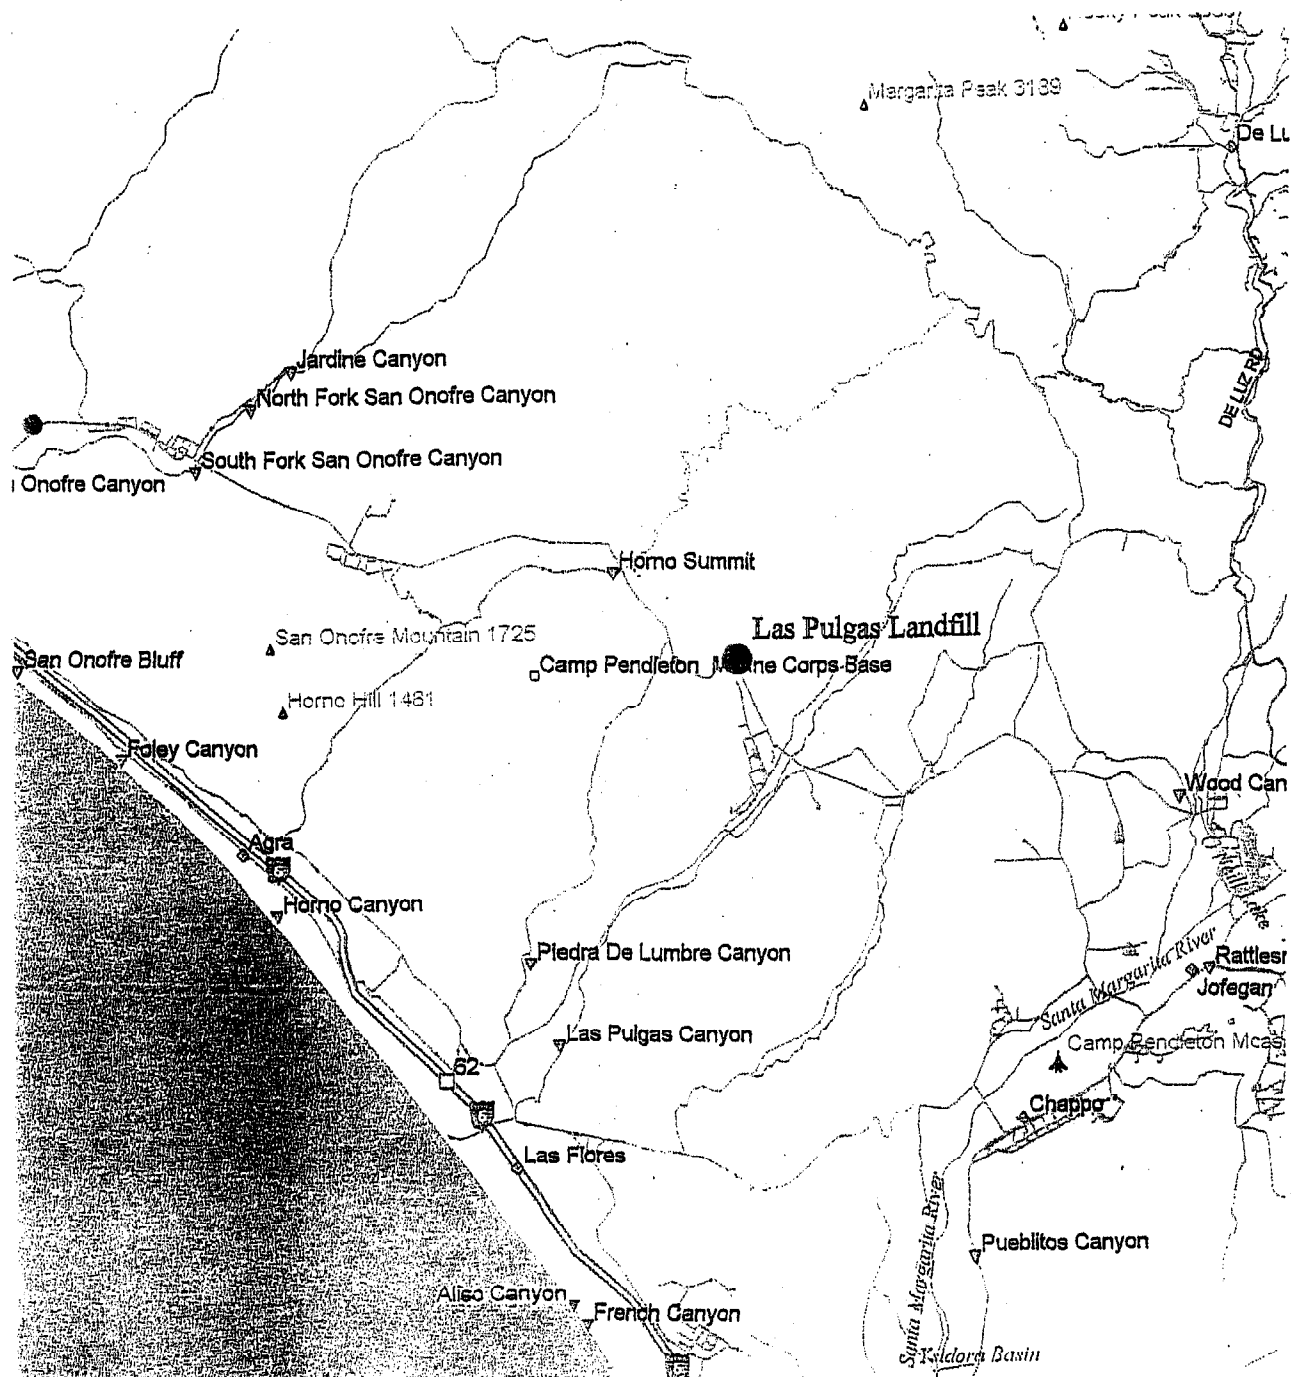 Margarita Peak 3189
De Lu
Jardine Canyon
North Fork San Onofre Canyon
DE LUZ RD
South Fork San Onofre Canyon
Onofre Canyon
Horno Summit
Las Pulgas Landfill
San Onofre Mountain 1725
San Onofre Bluff
Camp Pendleton Marine Corps Base
Horno Hill 1481
Foley Canyon
Wood Can
Agra
Horno Canyon
Santa Margarita River
Piedra De Lumbre Canyon
Rattlesn
Jofegan
Las Pulgas Canyon
Camp Pendleton Mcas
62
Chappo
Las Flores
Santa Margarita River
Pueblitos Canyon
Aliso Canyon
French Canyon
Ysidora Basin